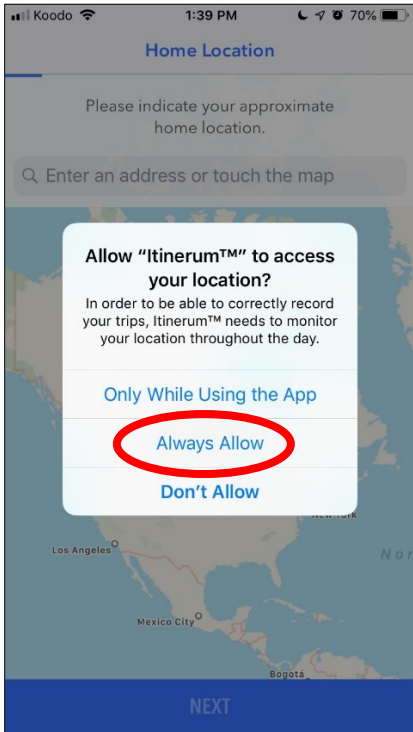 Koodo 1:39 PM 70%
Home Location
Please indicate your approximate
home location.
Enter an address or touch the map
Allow “Itinerum™” to access
your location?
In order to be able to correctly record
your trips, Itinerum™ needs to monitor
your location throughout the day.
Only While Using the App
Always Allow
Don’t Allow
New York
Los Angeles
Nor
Mexico City
Bogotá
NEXT